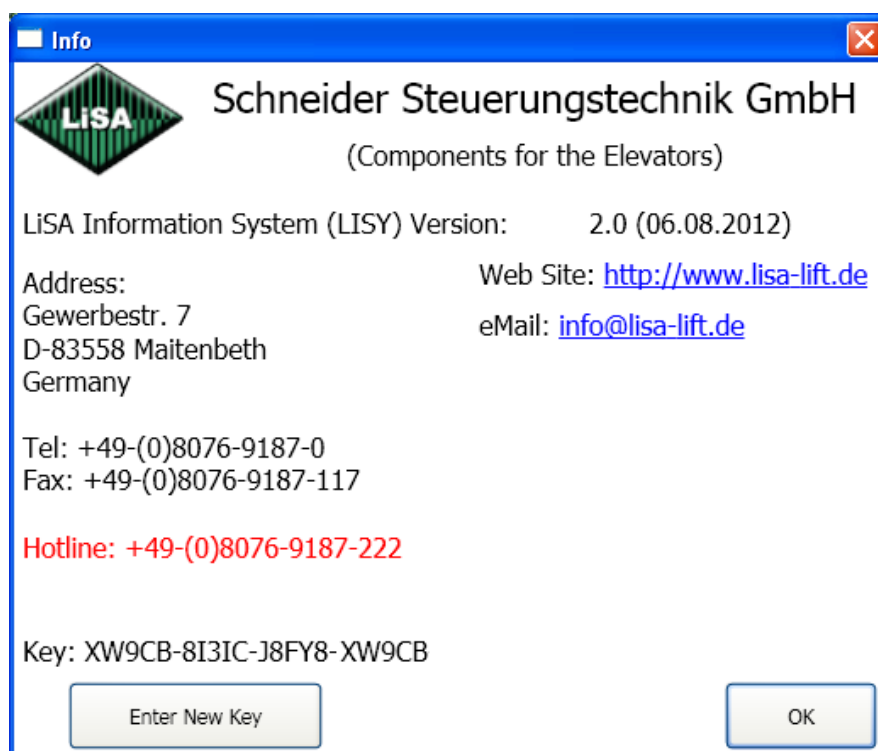 Info
LiSA
Schneider Steuerungstechnik GmbH
(Components for the Elevators)
LiSA Information System (LISY) Version: 2.0 (06.08.2012)
Web Site: http://www.lisa-lift.de
eMail: info@lisa-lift.de
Address:
Gewerbestr. 7
D-83558 Maitenbeth
Germany
Tel: +49-(0)8076-9187-0
Fax: +49-(0)8076-9187-117
Hotline: +49-(0)8076-9187-222
Key: XW9CB-8I3IC-J8FY8-XW9CB
Enter New Key
OK